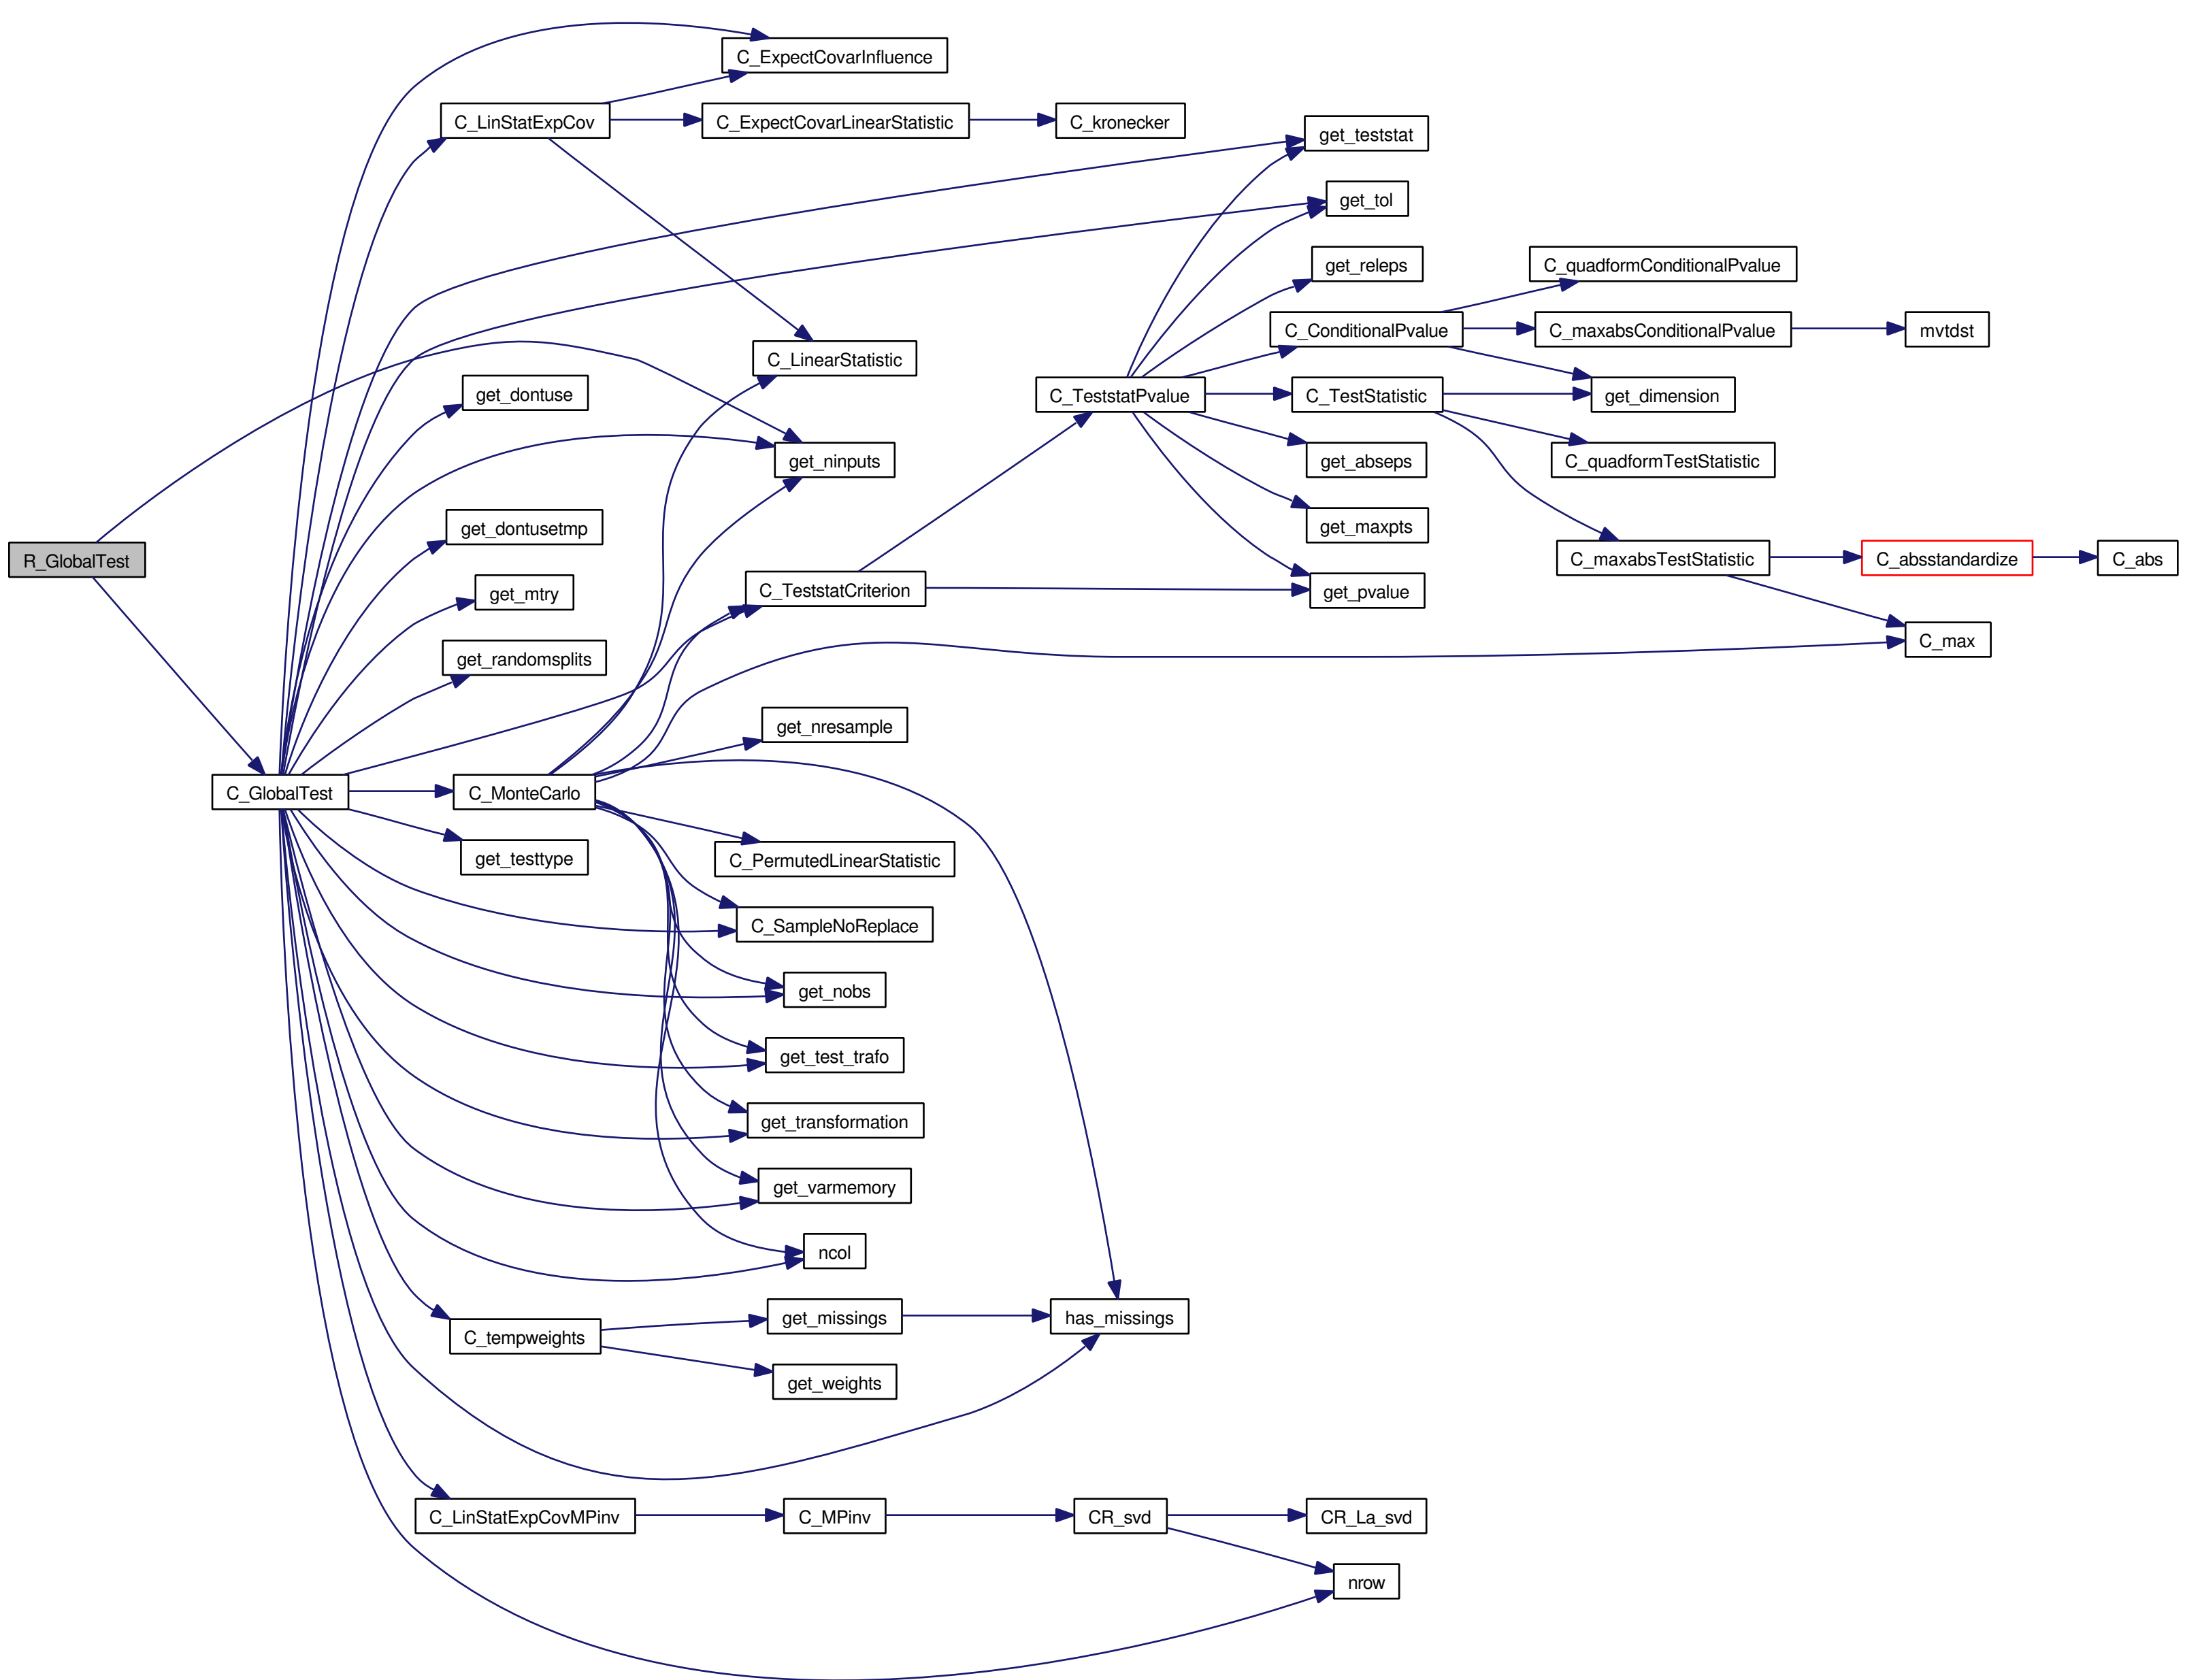 R_GlobalTest
C_GlobalTest
C_LinStatExpCov
get_dontuse
get_dontusetmp
get_mtry
get_randomsplits
C_MonteCarlo
get_testtype
C_tempweights
C_LinStatExpCovMPinv
C_ExpectCovarInfluence
C_ExpectCovarLinearStatistic
C_LinearStatistic
get_ninputs
C_TeststatCriterion
get_nresample
C_PermutedLinearStatistic
C_SampleNoReplace
get_nobs
get_test_trafo
get_transformation
get_varmemory
ncol
get_missings
get_weights
C_MPinv
C_kronecker
C_TeststatPvalue
has_missings
CR_svd
get_teststat
get_tol
get_releps
C_ConditionalPvalue
C_TestStatistic
get_abseps
get_maxpts
get_pvalue
CR_La_svd
nrow
C_quadformConditionalPvalue
C_maxabsConditionalPvalue
get_dimension
C_quadformTestStatistic
C_maxabsTestStatistic
mvtdst
C_absstandardize
C_max
C_abs